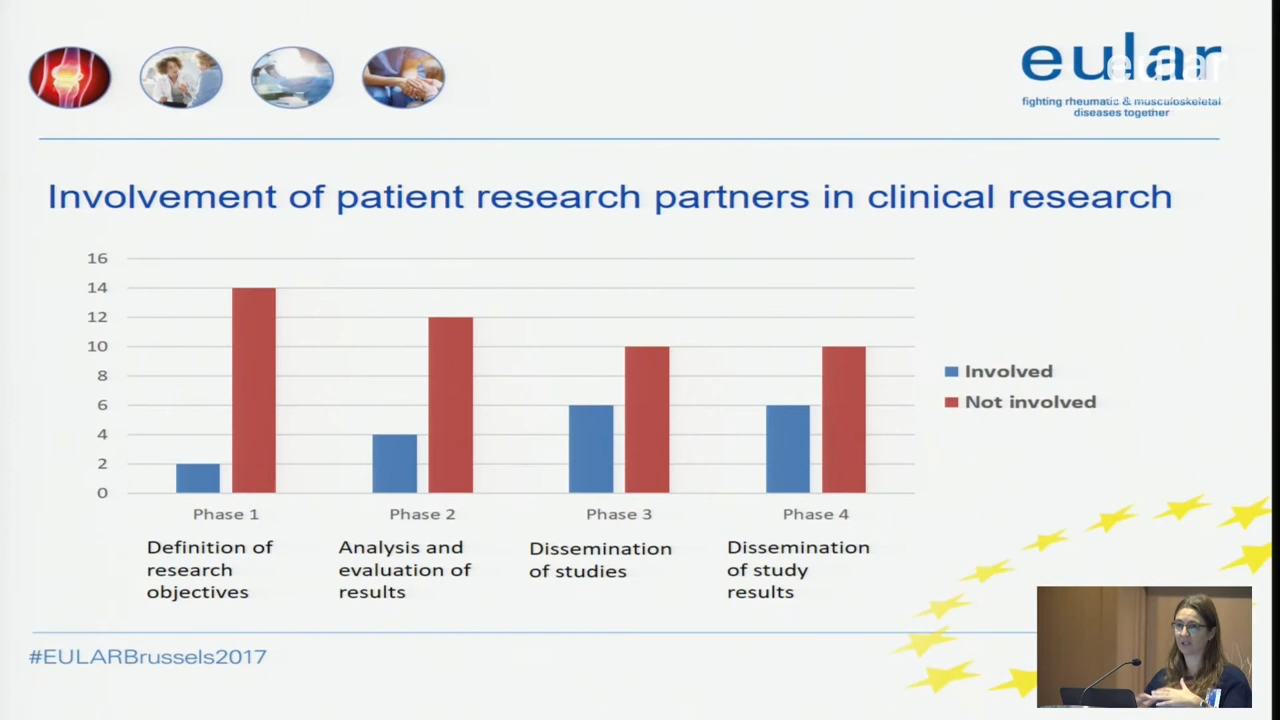 eular
fighting rheumatic & musculoskeletal
diseases together
Involvement of patient research partners in clinical research
16
14
12
10
8
6
4
2
0
Involved
Not involved
Phase 1
Phase 2
Phase 3
Phase 4
Definition of
research
objectives
Analysis and
evaluation of
results
Dissemination
of studies
Dissemination
of study
results
#EULARBrussels2017